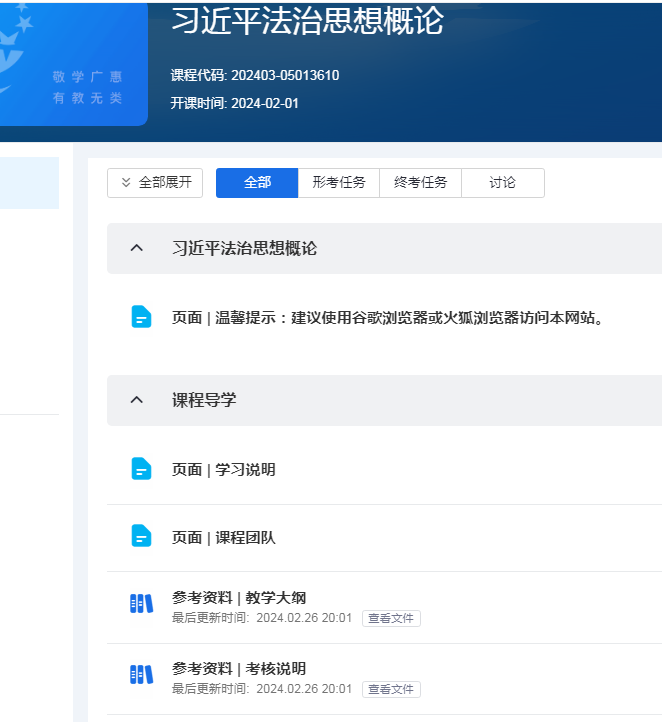 习近平法治思想概论
敬学广惠
有教无类
课程代码: 202403-05013610
开课时间: 2024-02-01
全部展开
全部
形考任务
终考任务
讨论
习近平法治思想概论
页面 | 温馨提示：建议使用谷歌浏览器或火狐浏览器访问本网站。
课程导学
页面 | 学习说明
页面 | 课程团队
参考资料 | 教学大纲
最后更新时间: 2024.02.26 20:01 查看文件
参考资料 | 考核说明
最后更新时间: 2024.02.26 20:01 查看文件